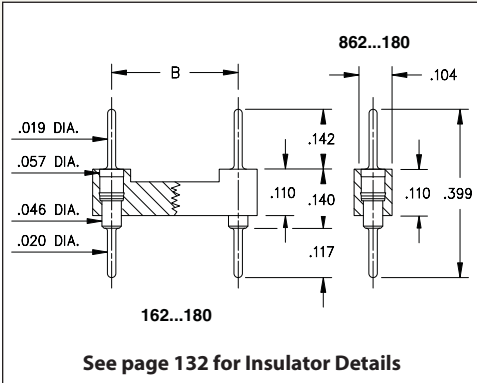 862...180
B
.104
.019 DIA.
.142
.057 DIA.
.110
.140
.110
.399
.046 DIA.
.020 DIA.
.117
162...180
See page 132 for Insulator Details